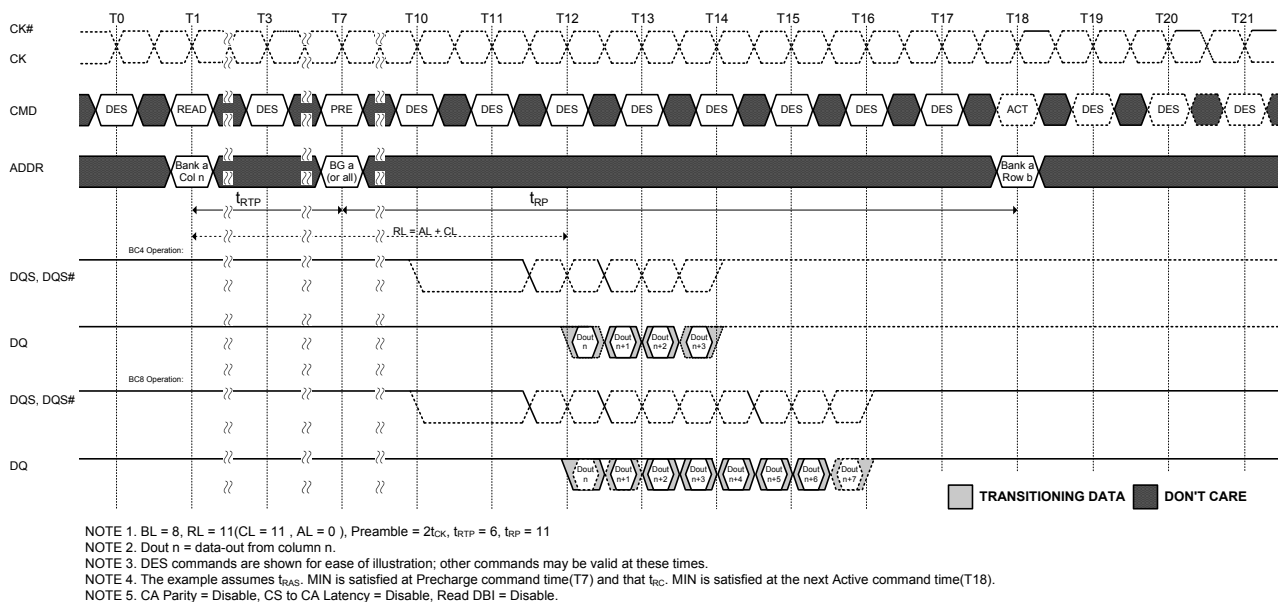 T0 T1 T3 T7 T10 T11 T12 T13 T14 T15 T16 T17 T18 T19 T20 T21
CK#
CK
CMD DES READ DES PRE DES DES DES DES DES DES DES DES ACT DES DES DES
ADDR
Bank a
Col n
BG a
(or all)
Bank a
Row b
tRTP
tRP
RL = AL + CL
BC4 Operation:
DQS, DQS#
DQ
Dout
n
Dout
n+1
Dout
n+2
Dout
n+3
BC8 Operation:
DQS, DQS#
DQ
Dout
n
Dout
n+1
Dout
n+2
Dout
n+3
Dout
n+4
Dout
n+5
Dout
n+6
Dout
n+7
TRANSITIONING DATA DON'T CARE
NOTE 1. BL = 8, RL = 11(CL = 11 , AL = 0 ), Preamble = 2tCK, tRTP = 6, tRP = 11
NOTE 2. Dout n = data-out from column n.
NOTE 3. DES commands are shown for ease of illustration; other commands may be valid at these times.
NOTE 4. The example assumes tRAS. MIN is satisfied at Precharge command time(T7) and that tRC. MIN is satisfied at the next Active command time(T18).
NOTE 5. CA Parity = Disable, CS to CA Latency = Disable, Read DBI = Disable.